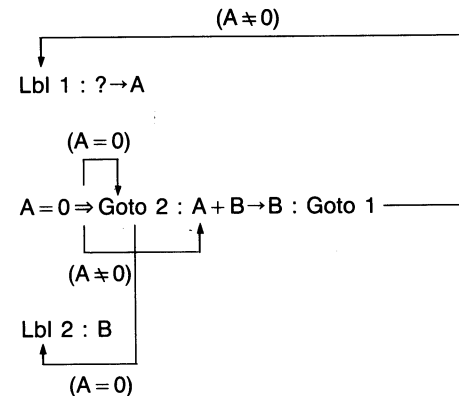 (A ≠ 0)
Lbl 1 : ?→A
(A = 0)
A = 0 ⇒ Goto 2 : A + B→B : Goto 1
(A ≠ 0)
Lbl 2 : B
(A = 0)